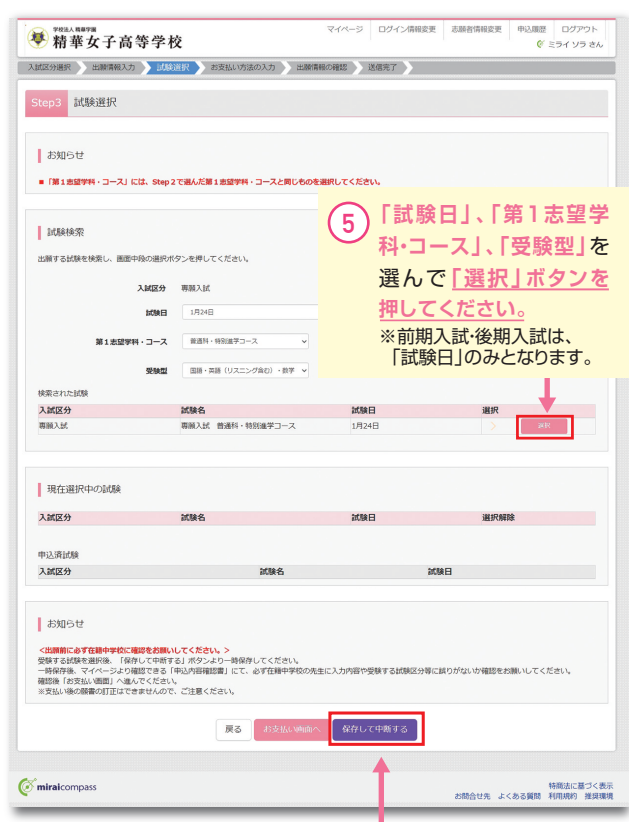 学校法人 精華学園
精華女子高等学校
マイページ ログイン情報変更 志願者情報変更 申込履歴 ログアウト
ミライ ソラ さん
入試区分選択 出願情報入力 試験選択 お支払い方法の入力 出願情報の確認 送信完了
Step3 試験選択
お知らせ
■「第1志望学科・コース」には、Step2で選んだ第1志望学科・コースと同じものを選択してください。
⑤「試験日」、「第1志望学
科・コース」、「受験型」を
選んで「選択」ボタンを
押してください。
※前期入試・後期入試は、
「試験日」のみとなります。
試験検索
出願する試験を検索し、画面中段の選択ボタンを押してください。
入試区分 専願入試
試験日 1月24日
第1志望学科・コース 普通科・特別進学コース
受験型 国語・英語(リスニング含む)・数学
検索された試験
入試区分 試験名 試験日 選択
専願入試 専願入試 普通科・特別進学コース 1月24日 選択
現在選択中の試験
入試区分 試験名 試験日 選択解除
申込済試験
入試区分 試験名 試験日
お知らせ
<出願前に必ず在籍中学校に確認をお願いしてください。>
受験する試験を選択後、「保存して中断する」ボタンより一時保存してください。
一時保存後、マイページより確認できる「申込内容確認書」にて、必ず在籍中学校の先生に入力内容や受験する試験区分等に誤りがないか確認をお願いしてください。
確認後「お支払い画面」へ進んでください。
※支払い後の願書の訂正はできませんので、ご注意ください。
戻る お支払い画面へ 保存して中断する
miraicompass
特商法に基づく表示
お問合せ先 よくある質問 利用規約 推奨環境